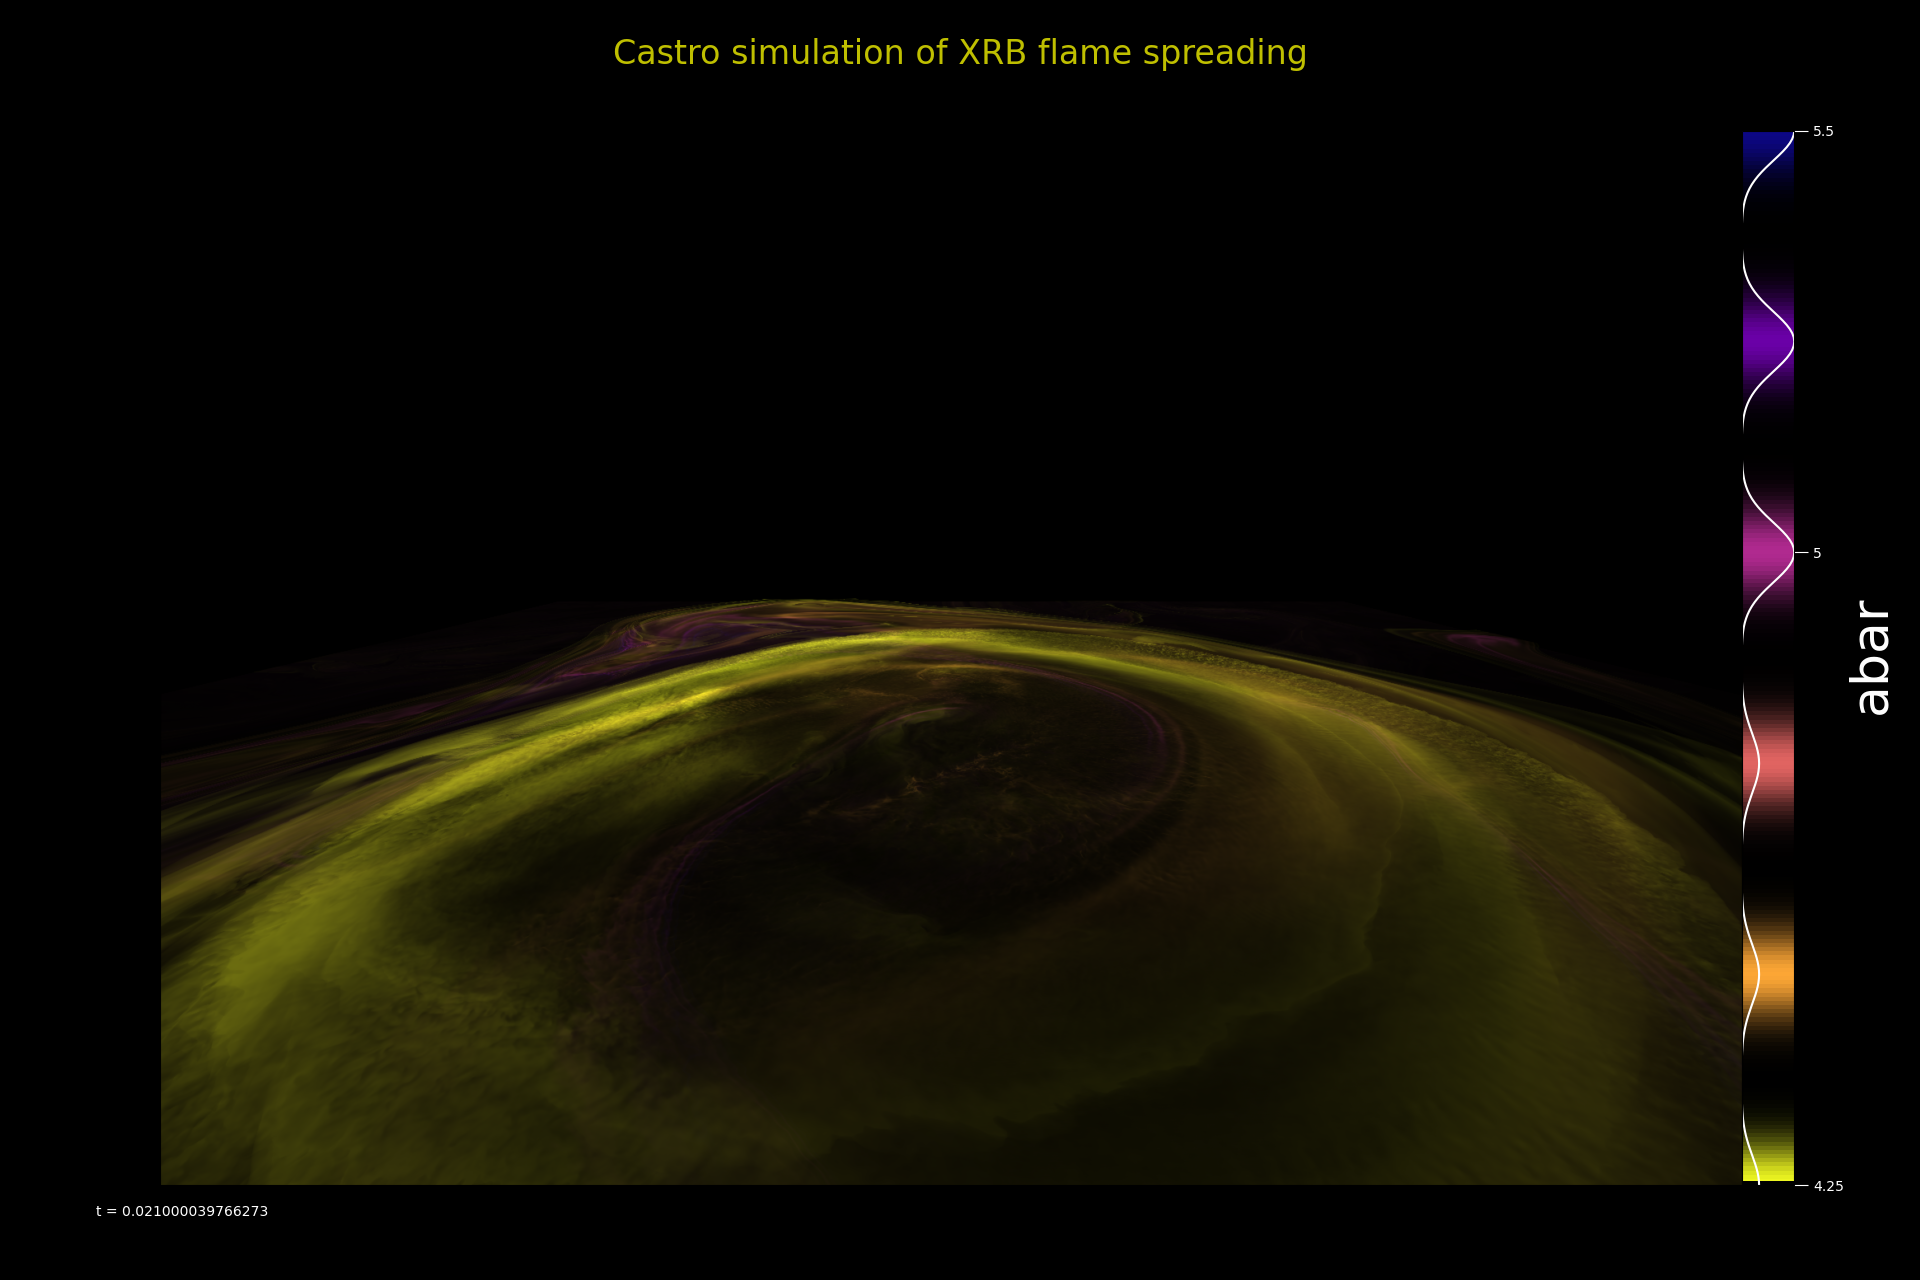 Castro simulation of XRB flame spreading
5.5
5
abar
4.25
t = 0.021000039766273